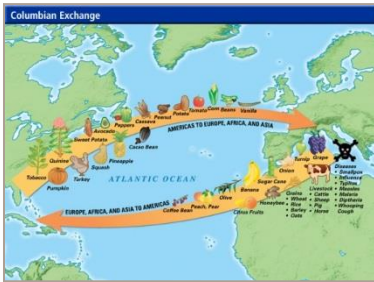 Columbian Exchange
AMERICAS TO EUROPE, AFRICA, AND ASIA
Avocado
Peppers
Cassava
Peanut
Potato
Tomato
Corn
Beans
Vanilla
Sweet Potato
Cacao Bean
Quinine
Pineapple
Squash
Turkey
Tobacco
Pumpkin
ATLANTIC OCEAN
EUROPE, AFRICA, AND ASIA TO AMERICAS
Coffee Bean
Peach, Pear
Olive
Citrus Fruits
Banana
Sugar Cane
Honeybee
Onion
Turnip
Grape
Grains
• Wheat
• Rice
• Barley
• Oats
Livestock
• Cattle
• Sheep
• Pig
• Horse
Diseases
• Smallpox
• Influenza
• Typhus
• Measles
• Malaria
• Diptheria
• Whooping
Cough